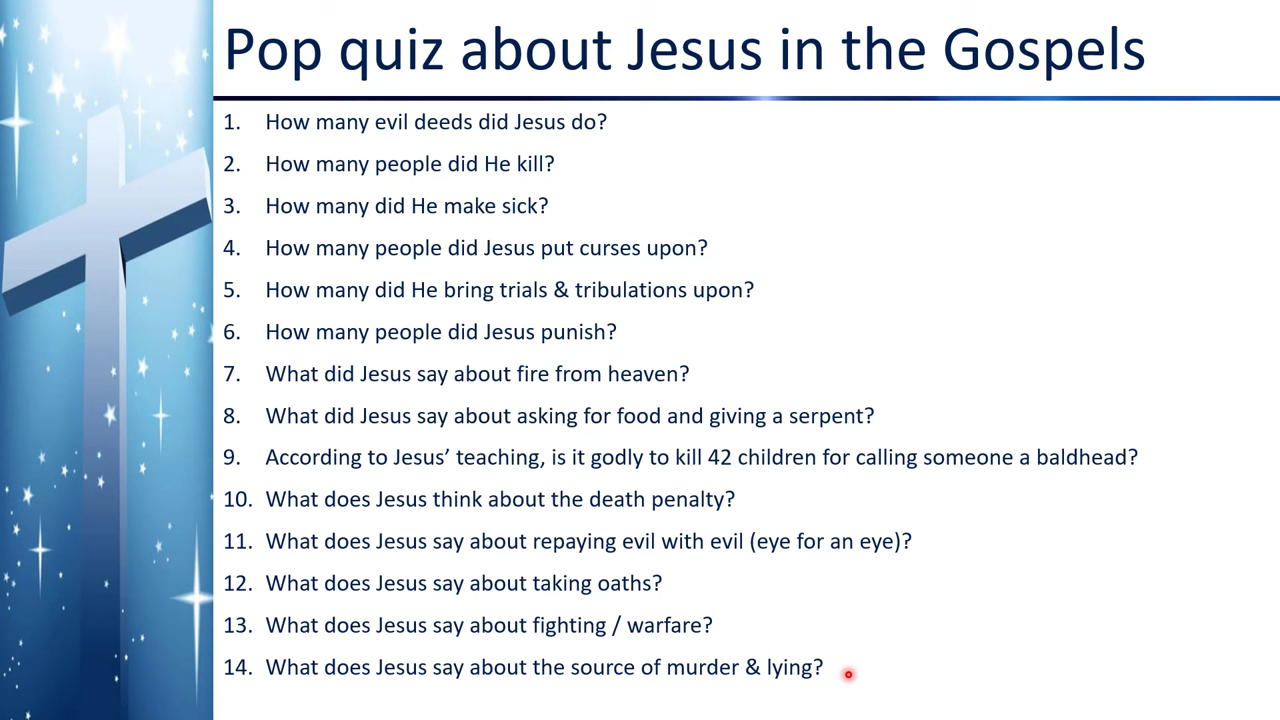 Pop quiz about Jesus in the Gospels
1. How many evil deeds did Jesus do?
2. How many people did He kill?
3. How many did He make sick?
4. How many people did Jesus put curses upon?
5. How many did He bring trials & tribulations upon?
6. How many people did Jesus punish?
7. What did Jesus say about fire from heaven?
8. What did Jesus say about asking for food and giving a serpent?
9. According to Jesus’ teaching, is it godly to kill 42 children for calling someone a baldhead?
10. What does Jesus think about the death penalty?
11. What does Jesus say about repaying evil with evil (eye for an eye)?
12. What does Jesus say about taking oaths?
13. What does Jesus say about fighting / warfare?
14. What does Jesus say about the source of murder & lying?